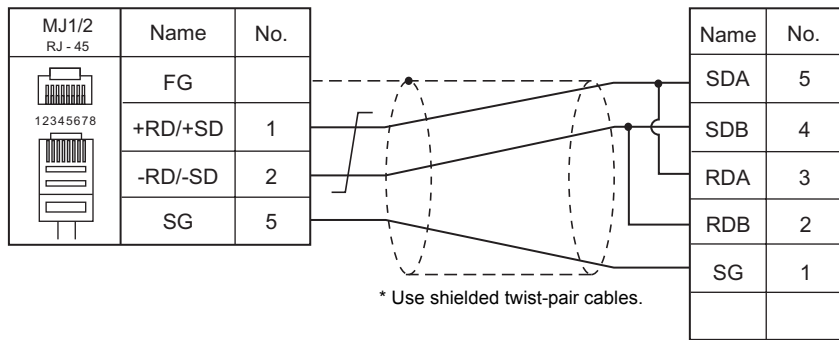 MJ1/2
RJ - 45
Name
No.
FG
12345678
+RD/+SD
1
-RD/-SD
2
SG
5
* Use shielded twist-pair cables.
Name
No.
SDA
5
SDB
4
RDA
3
RDB
2
SG
1